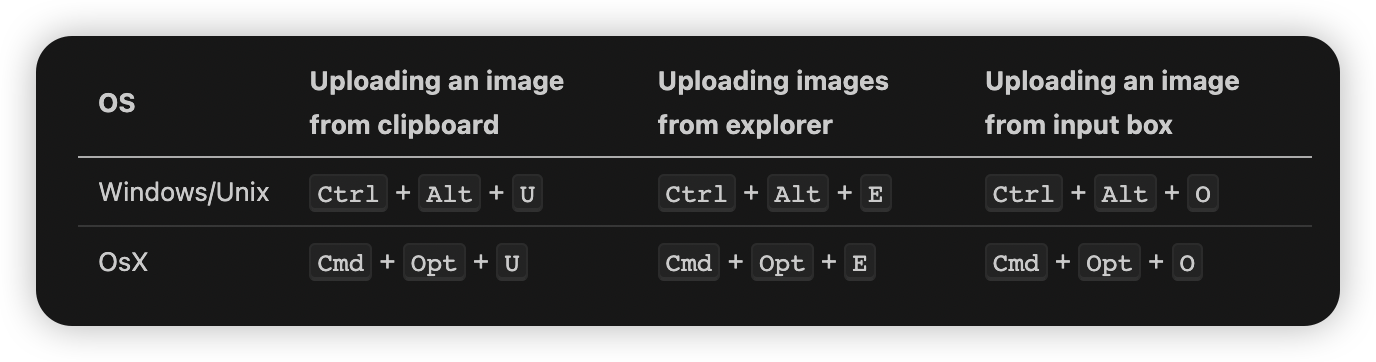 OS Uploading an image from clipboard Uploading images from explorer Uploading an image from input box
Windows/Unix Ctrl + Alt + U Ctrl + Alt + E Ctrl + Alt + O
OsX Cmd + Opt + U Cmd + Opt + E Cmd + Opt + O